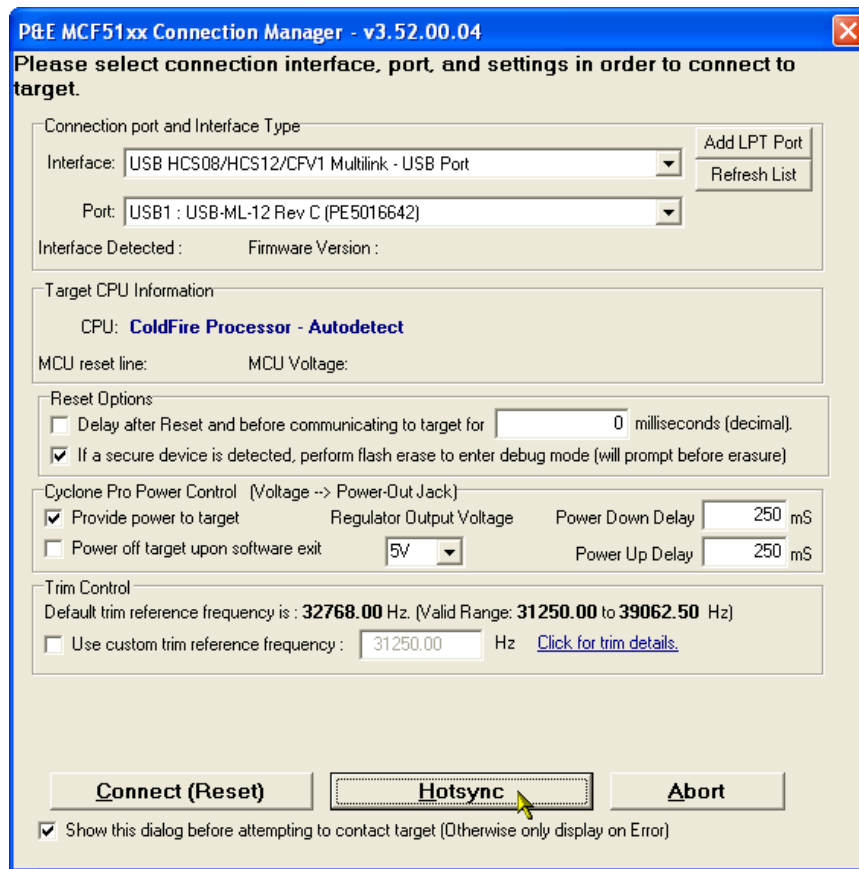 P&E MCF51xx Connection Manager - v3.52.00.04
Please select connection interface, port, and settings in order to connect to
target.
Connection port and Interface Type
Interface: USB HCS08/HCS12/CFV1 Multilink - USB Port
Add LPT Port
Refresh List
Port: USB1 : USB-ML-12 Rev C (PE5016642)
Interface Detected : Firmware Version :
Target CPU Information
CPU: ColdFire Processor - Autodetect
MCU reset line: MCU Voltage:
Reset Options
Delay after Reset and before communicating to target for 0 milliseconds (decimal).
If a secure device is detected, perform flash erase to enter debug mode (will prompt before erasure)
Cyclone Pro Power Control (Voltage --> Power-Out Jack)
Provide power to target Regulator Output Voltage Power Down Delay 250 mS
Power off target upon software exit 5V Power Up Delay 250 mS
Trim Control
Default trim reference frequency is : 32768.00 Hz. (Valid Range: 31250.00 to 39062.50 Hz)
Use custom trim reference frequency : 31250.00 Hz Click for trim details.
Connect (Reset) Hotsync Abort
Show this dialog before attempting to contact target (Otherwise only display on Error)